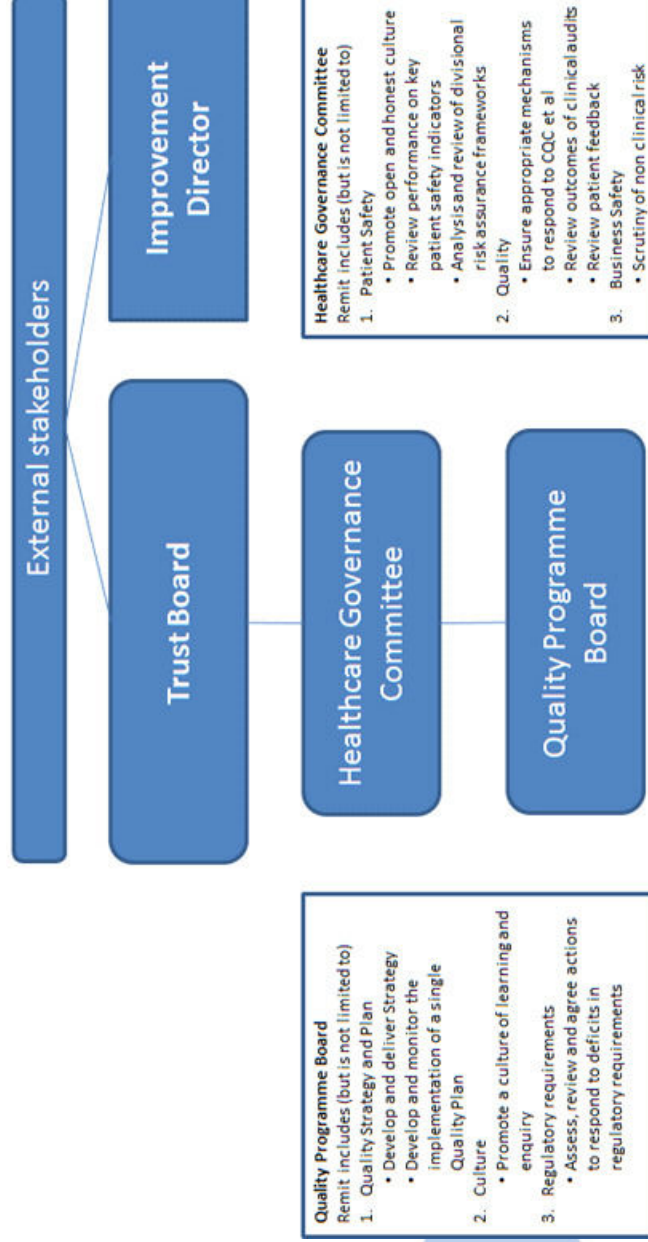 External stakeholders
Trust Board
Improvement
Director
Healthcare Governance
Committee
Quality Programme
Board
Quality Programme Board
Remit includes (but is not limited to)
1. Quality Strategy and Plan
• Develop and deliver Strategy
• Develop and monitor the
implementation of a single
Quality Plan
2. Culture
• Promote a culture of learning and
enquiry
3. Regulatory requirements
• Assess, review and agree actions
to respond to deficits in
regulatory requirements
Healthcare Governance Committee
Remit includes (but is not limited to)
1. Patient Safety
• Promote open and honest culture
• Review performance on key
patient safety indicators
• Analysis and review of divisional
risk assurance frameworks
2. Quality
• Ensure appropriate mechanisms
to respond to CQC et al
• Review outcomes of clinical audits
• Review patient feedback
3. Business Safety
• Scrutiny of non clinical risk